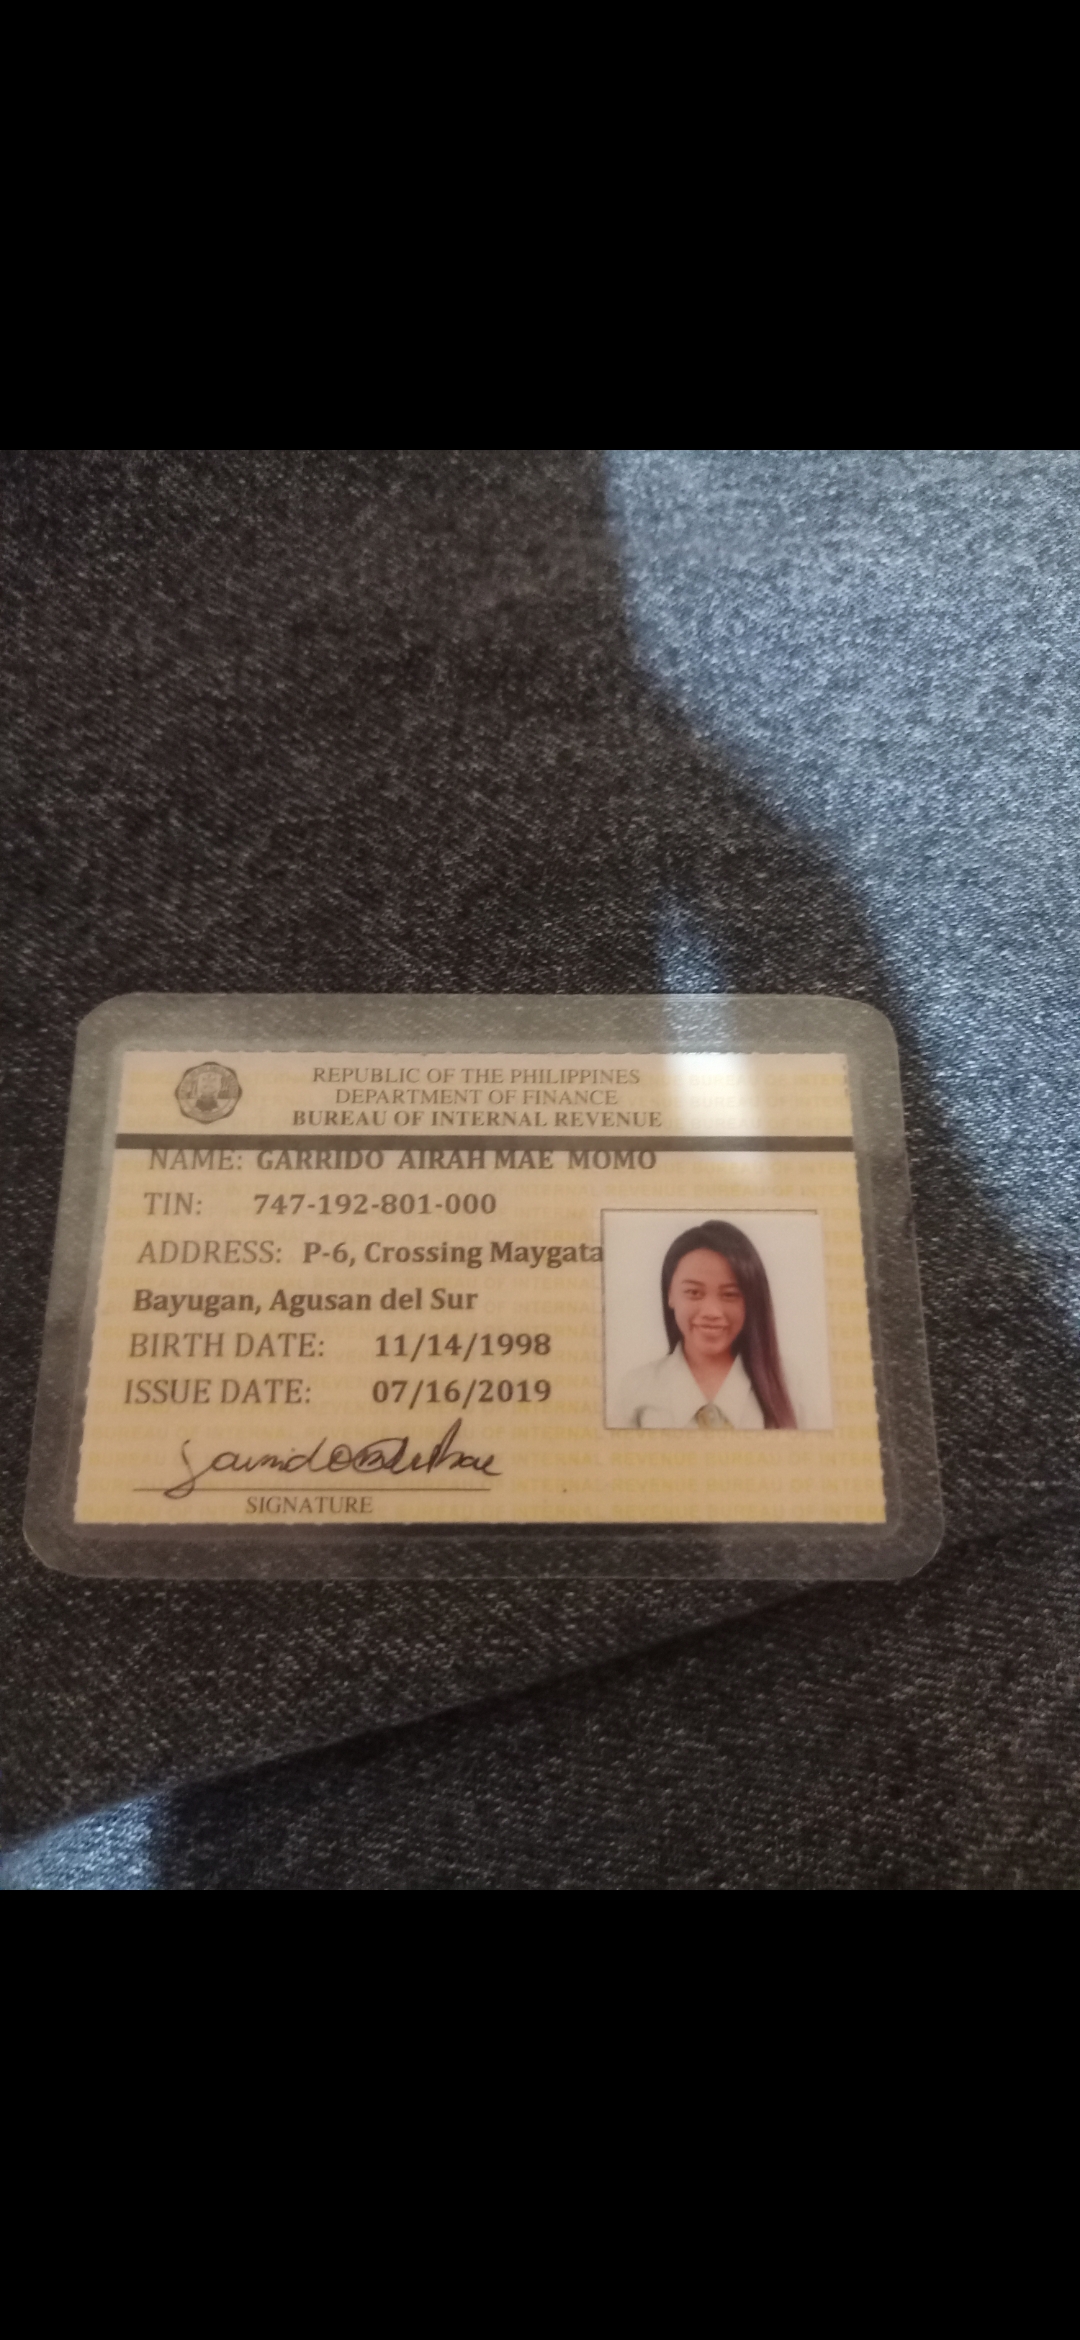 REPUBLIC OF THE PHILIPPINES
DEPARTMENT OF FINANCE
BUREAU OF INTERNAL REVENUE
NAME: GARRIDO AIRAH MAE MOMO
TIN: 747-192-801-000
ADDRESS: P-6, Crossing Maygata
Bayugan, Agusan del Sur
BIRTH DATE: 11/14/1998
ISSUE DATE: 07/16/2019
SIGNATURE